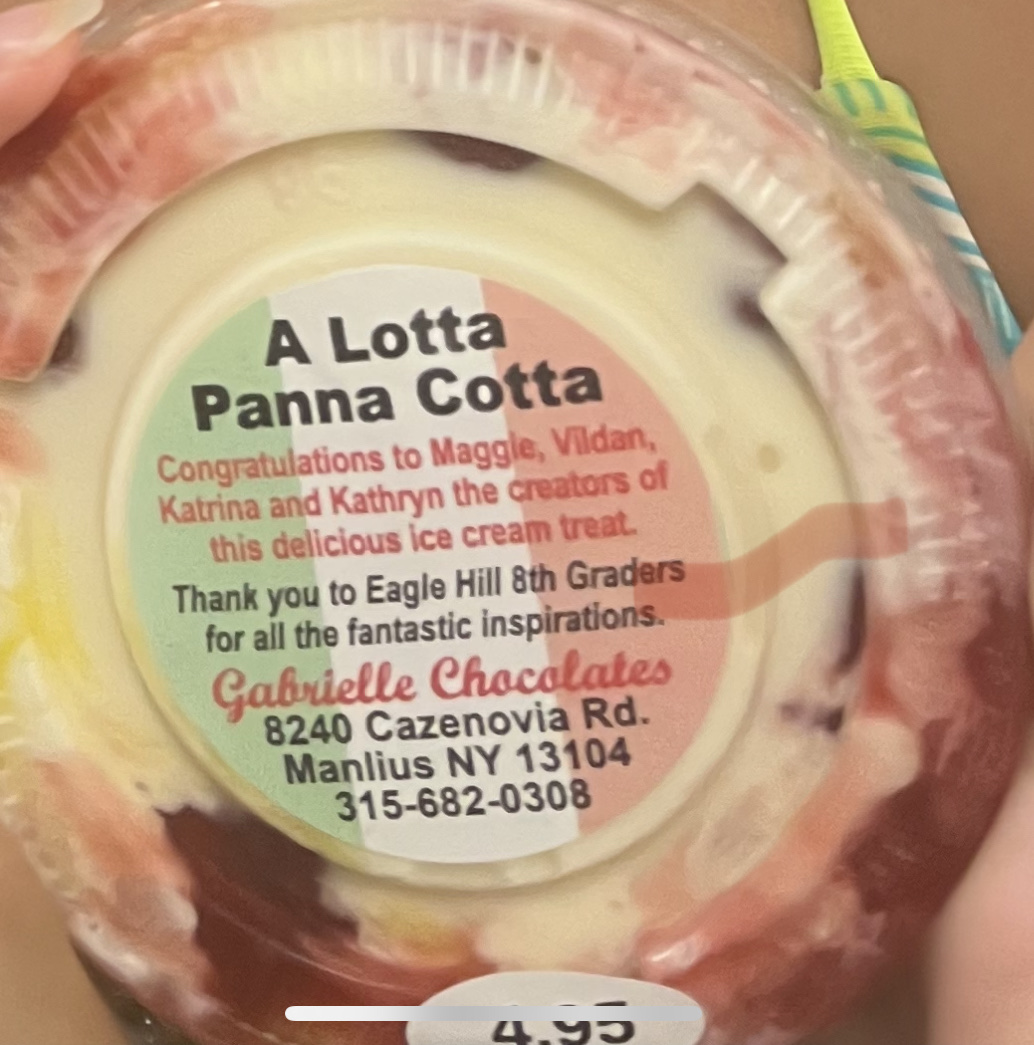 A Lotta
Panna Cotta
Congratulations to Maggie, Vildan,
Katrina and Kathryn the creators of
this delicious ice cream treat.
Thank you to Eagle Hill 8th Graders
for all the fantastic inspirations.
Gabrielle Chocolates
8240 Cazenovia Rd.
Manlius NY 13104
315-682-0308
4.95